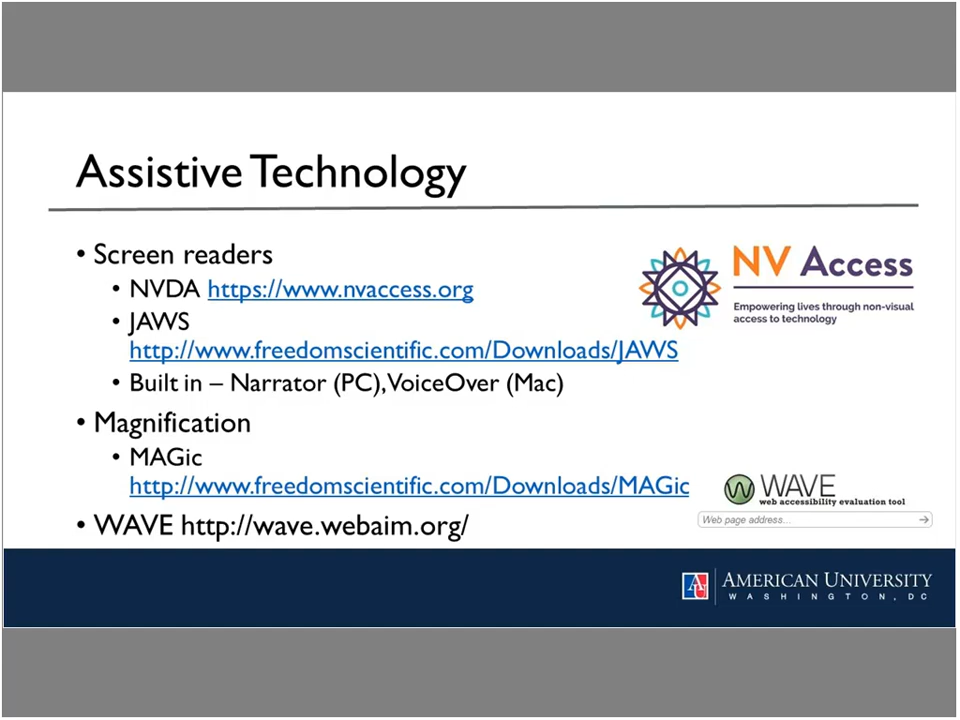 Assistive Technology
• Screen readers
• NVDA https://www.nvaccess.org
• JAWS
http://www.freedomscientific.com/Downloads/JAWS
• Built in – Narrator (PC), VoiceOver (Mac)
• Magnification
• MAGic
http://www.freedomscientific.com/Downloads/MAGic
• WAVE http://wave.webaim.org/
NV Access
Empowering lives through non-visual
access to technology
W WAVE
web accessibility evaluation tool
Web page address...
AU AMERICAN UNIVERSITY
WASHINGTON, DC